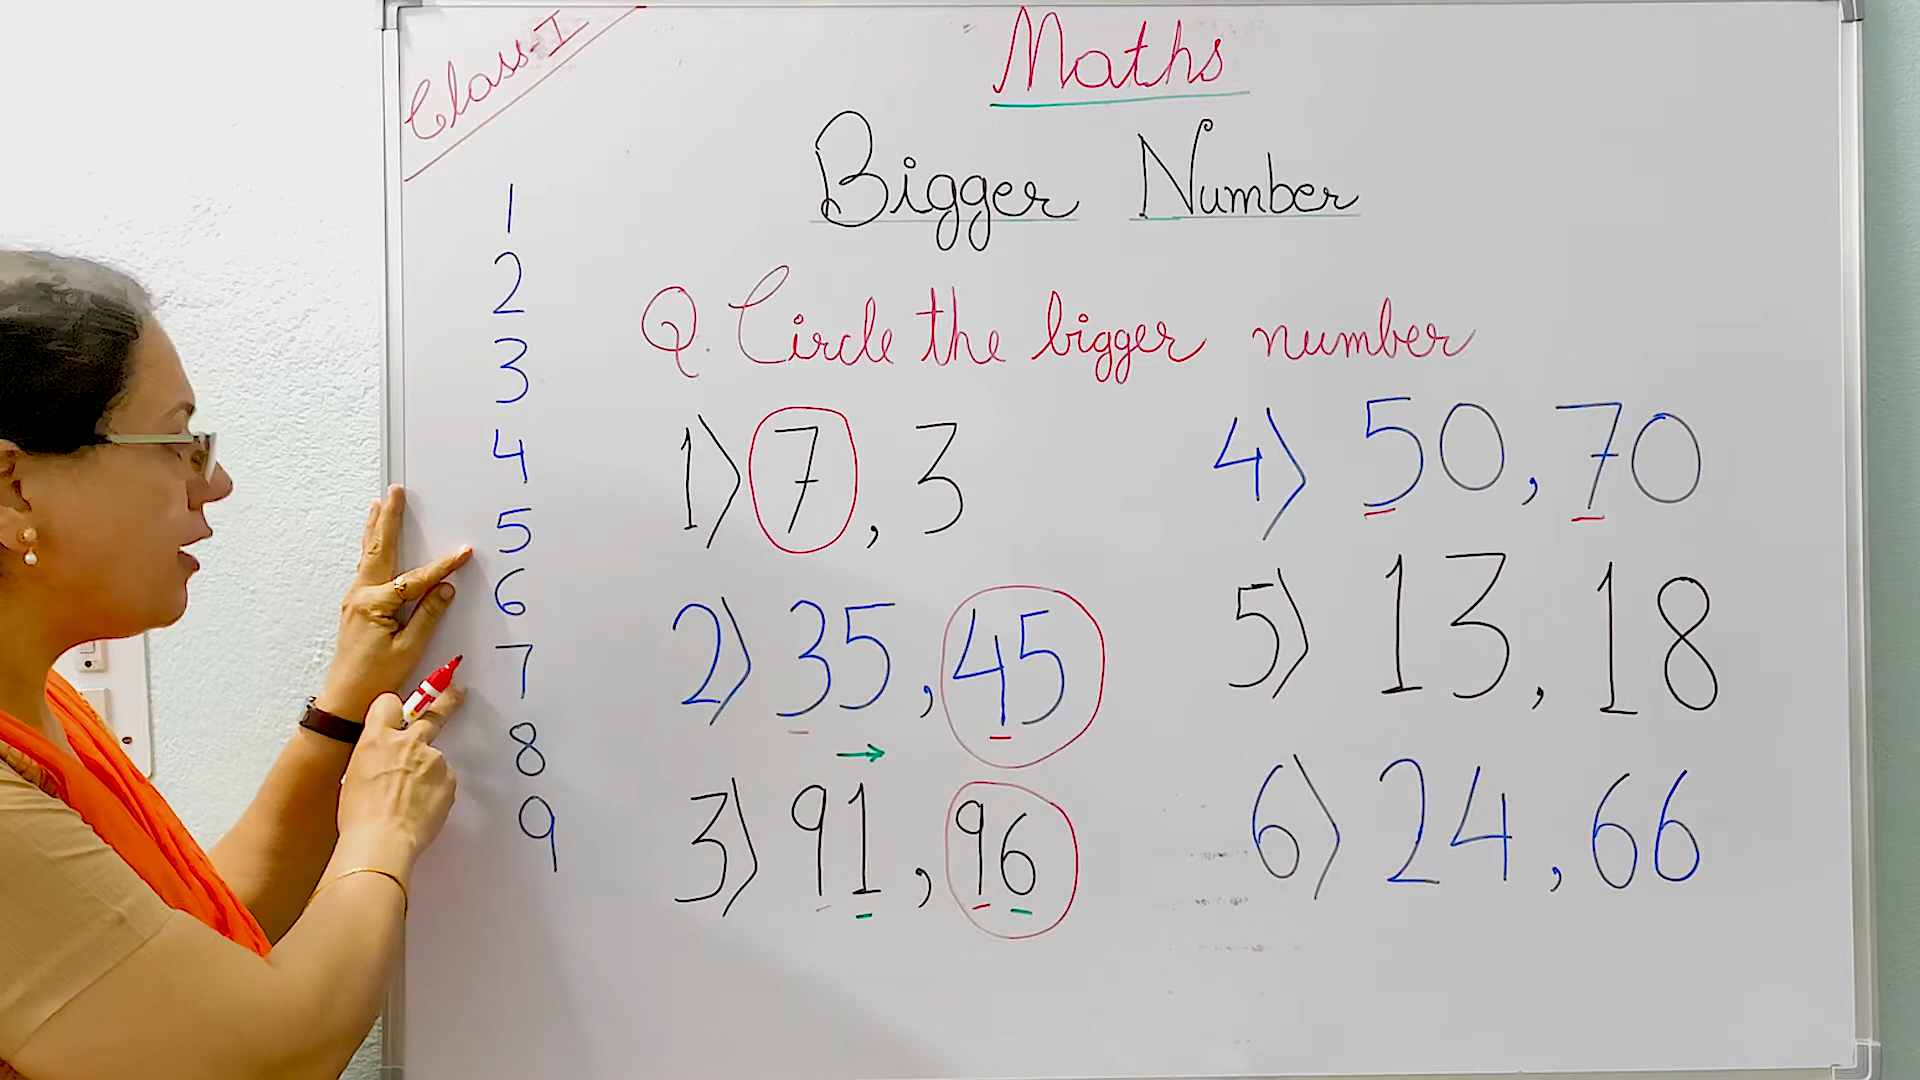 Class-I
Maths
Bigger Number
Q. Circle the bigger number
1
2
3
4
5
6
7
8
9
1) 7, 3
2) 35, 45
3) 91, 96
4) 50, 70
5) 13, 18
6) 24, 66